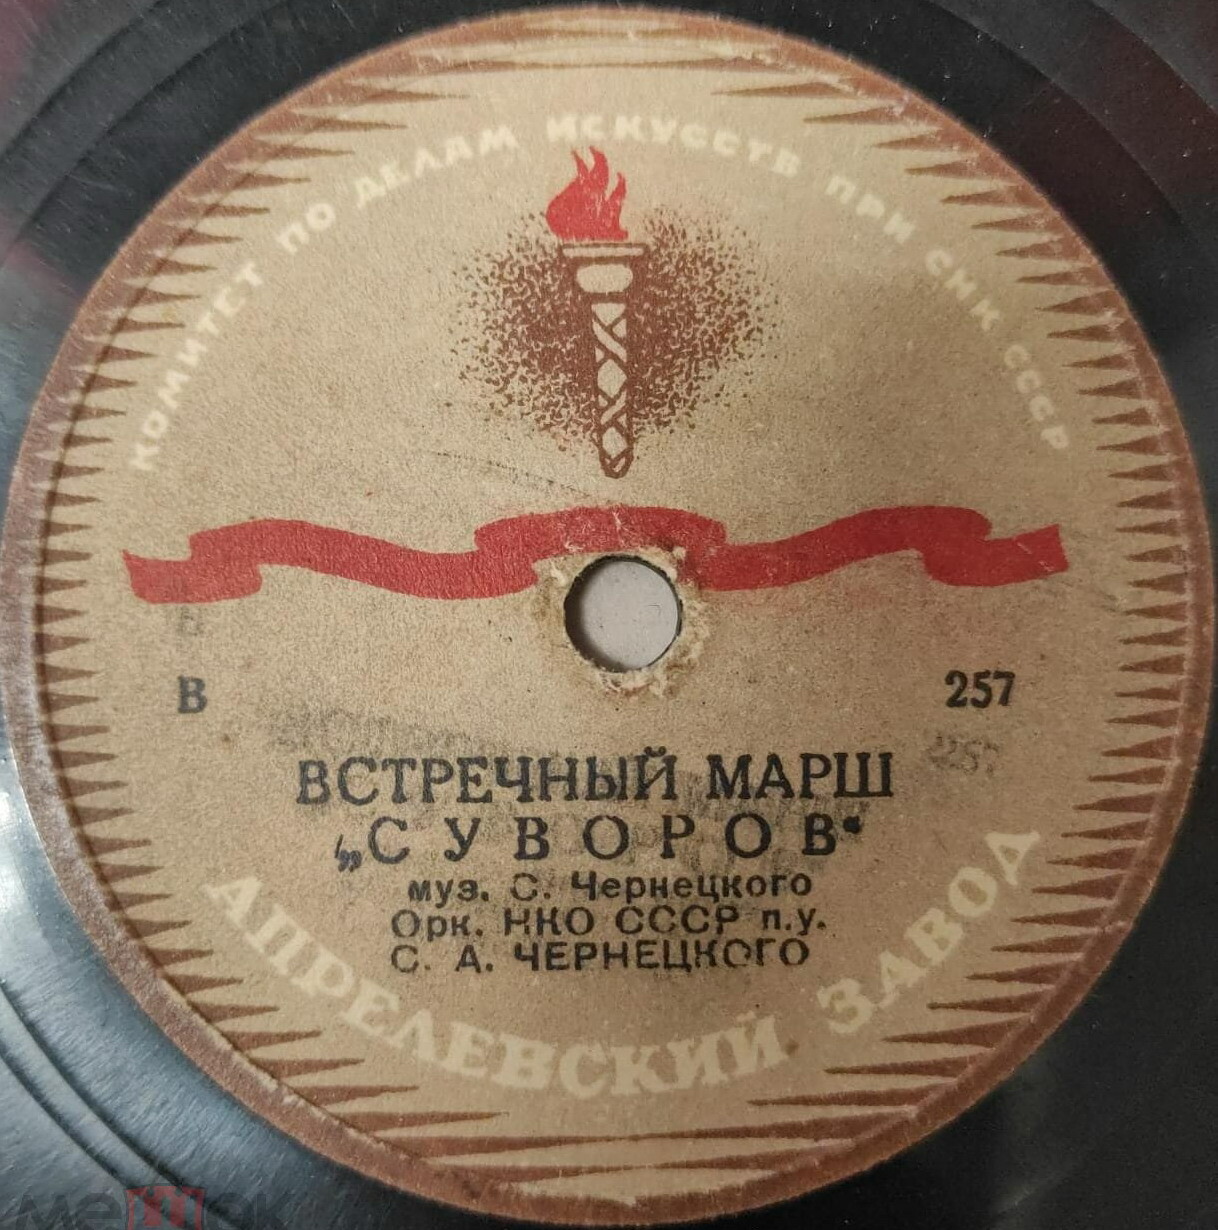 КОМИТЕТ ПО ДЕЛАМ ИСКУССТВ ПРИ СНК СССР
В 257
ВСТРЕЧНЫЙ МАРШ
„СУВОРОВ“
муз. С. Чернецкого
Орк. НКО СССР п.у.
С. А. ЧЕРНЕЦКОГО
АПРЕЛЕВСКИЙ ЗАВОД
мешок